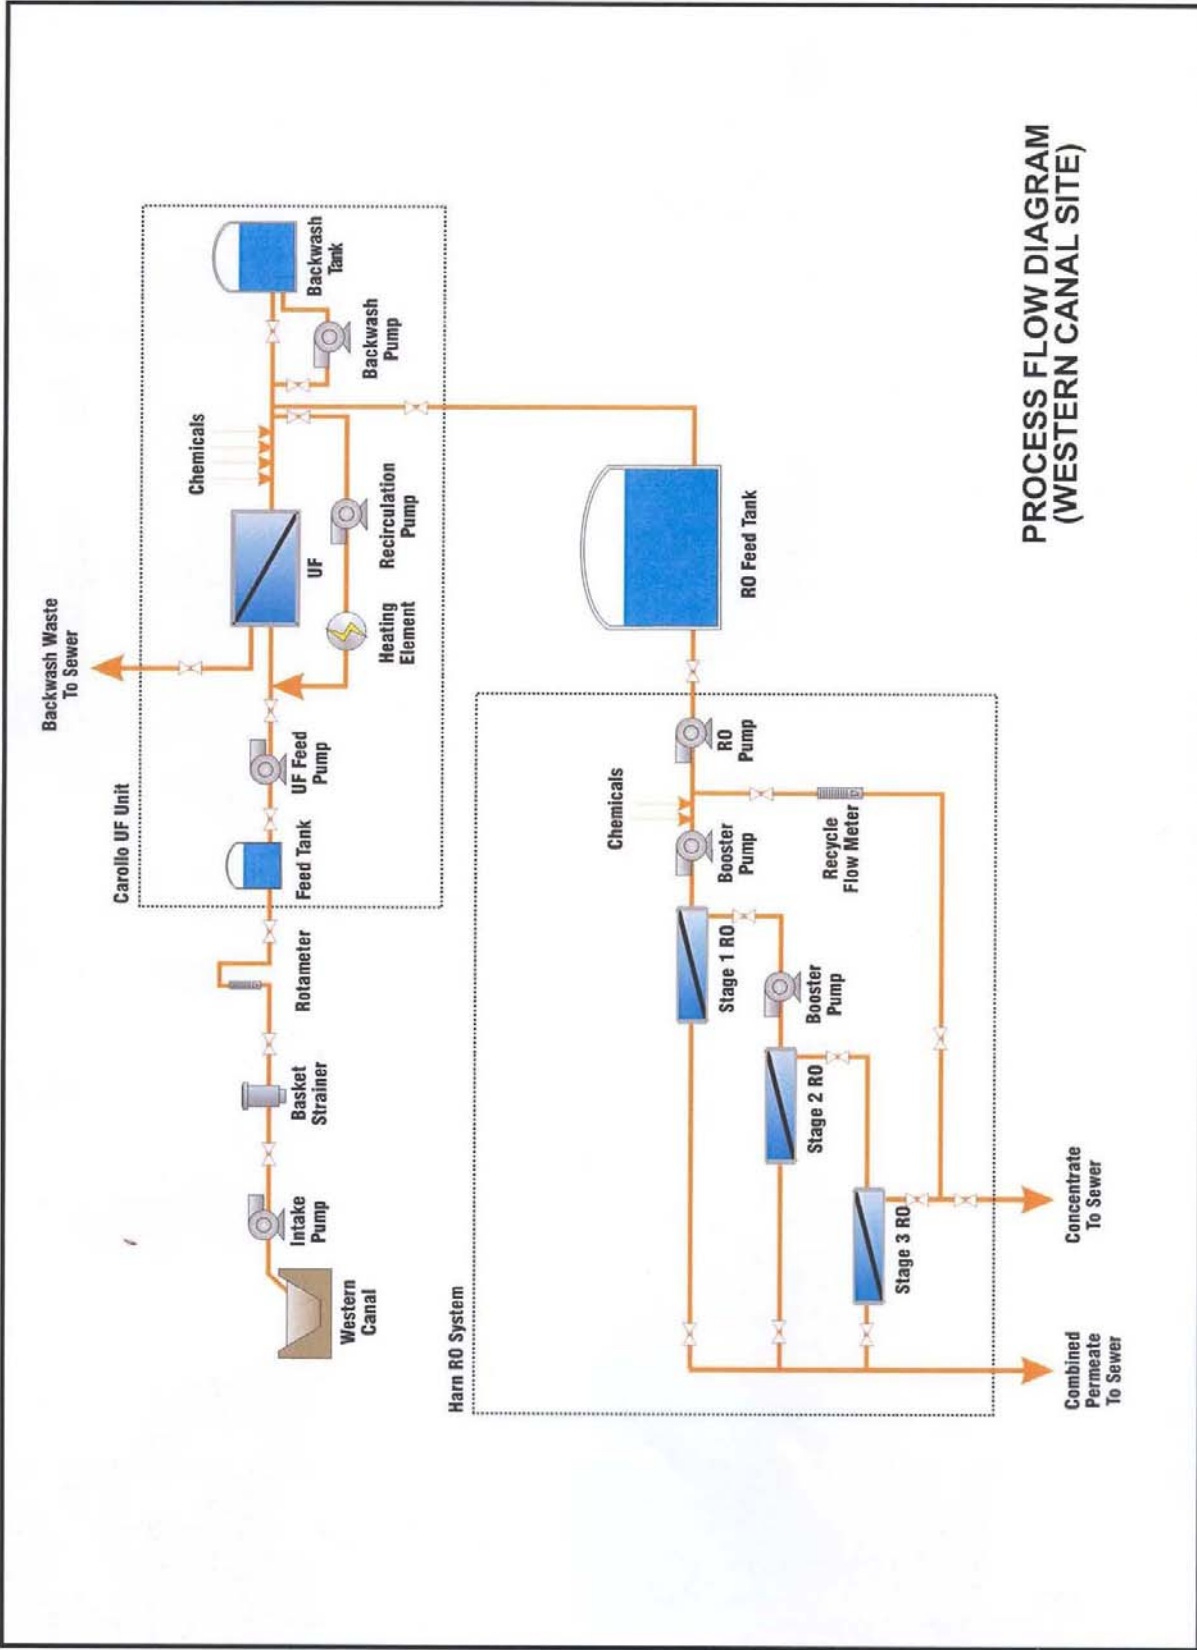 Backwash Waste
To Sewer
Carollo UF Unit
Chemicals
Western
Canal
Intake
Pump
Basket
Strainer
Rotameter
Feed Tank
UF Feed
Pump
UF
Heating
Element
Recirculation
Pump
Backwash
Pump
Backwash
Tank
Harn RO System
Chemicals
Stage 3 RO
Stage 2 RO
Booster
Pump
Stage 1 RO
Booster
Pump
Recycle
Flow Meter
RO
Pump
RO Feed Tank
Combined
Permeate
To Sewer
Concentrate
To Sewer
PROCESS FLOW DIAGRAM
(WESTERN CANAL SITE)